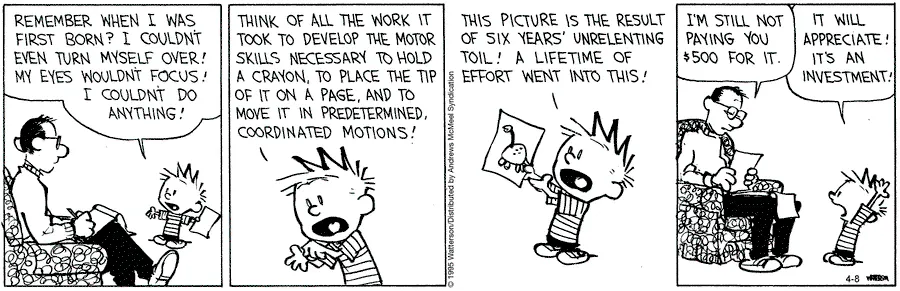 REMEMBER WHEN I WAS
FIRST BORN? I COULDN'T
EVEN TURN MYSELF OVER!
MY EYES WOULDN'T FOCUS!
I COULDN'T DO
ANYTHING!
THINK OF ALL THE WORK IT
TOOK TO DEVELOP THE MOTOR
SKILLS NECESSARY TO HOLD
A CRAYON, TO PLACE THE TIP
OF IT ON A PAGE, AND TO
MOVE IT IN PREDETERMINED,
COORDINATED MOTIONS!
© 1995 Watterson/Distributed by Andrews McMeel Syndication
THIS PICTURE IS THE RESULT
OF SIX YEARS' UNRELENTING
TOIL! A LIFETIME OF
EFFORT WENT INTO THIS!
I'M STILL NOT
PAYING YOU
$500 FOR IT.
IT WILL
APPRECIATE!
IT'S AN
INVESTMENT!
4-8 WATTERSON